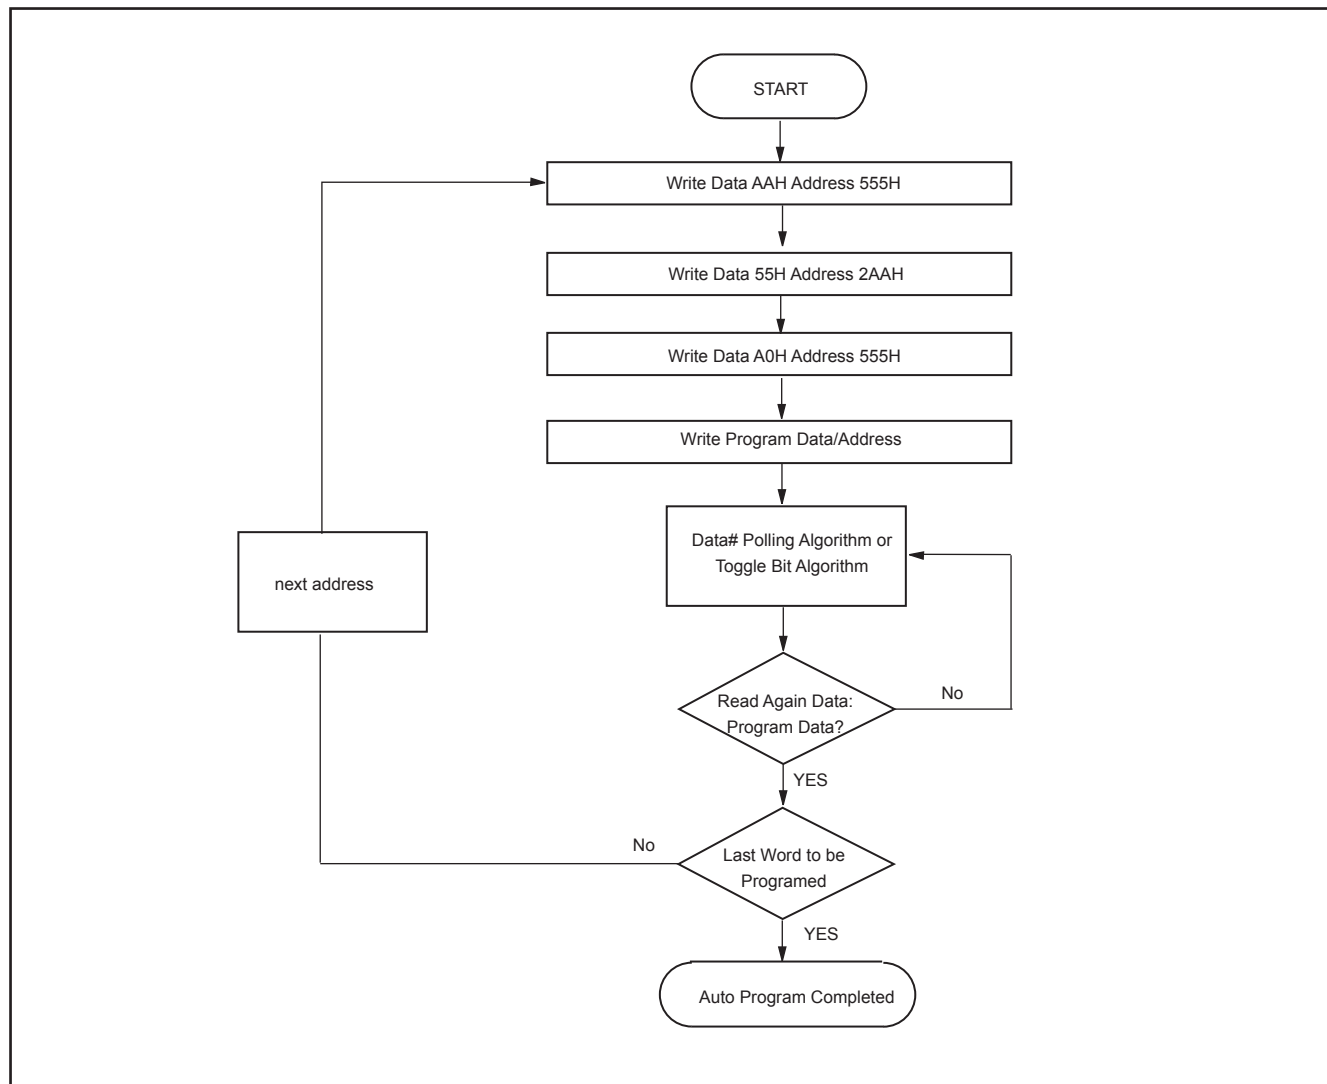 START
Write Data AAH Address 555H
Write Data 55H Address 2AAH
Write Data A0H Address 555H
Write Program Data/Address
Data# Polling Algorithm or
Toggle Bit Algorithm
next address
Read Again Data:
Program Data?
No
YES
No
Last Word to be
Programed
YES
Auto Program Completed